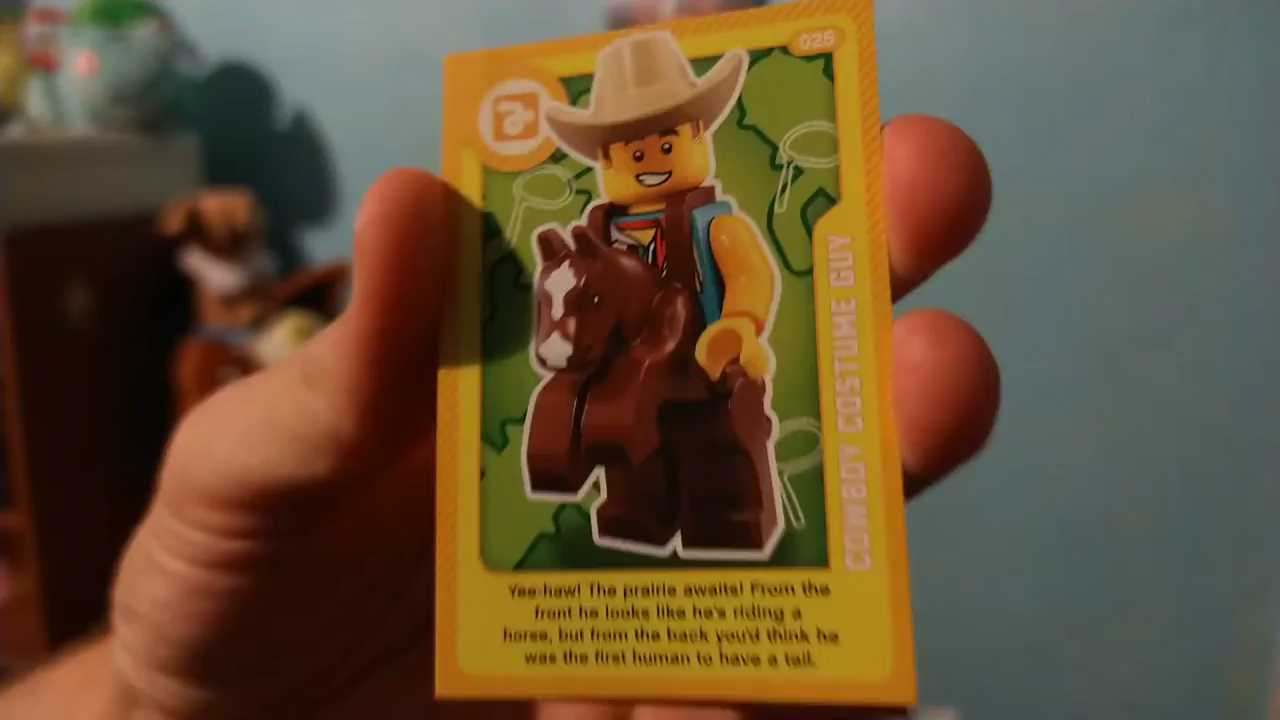 025
COWBOY COSTUME GUY
Yee-haw! The prairie awaits! From the
front he looks like he's riding a
horse, but from the back you'd think he
was the first human to have a tail.